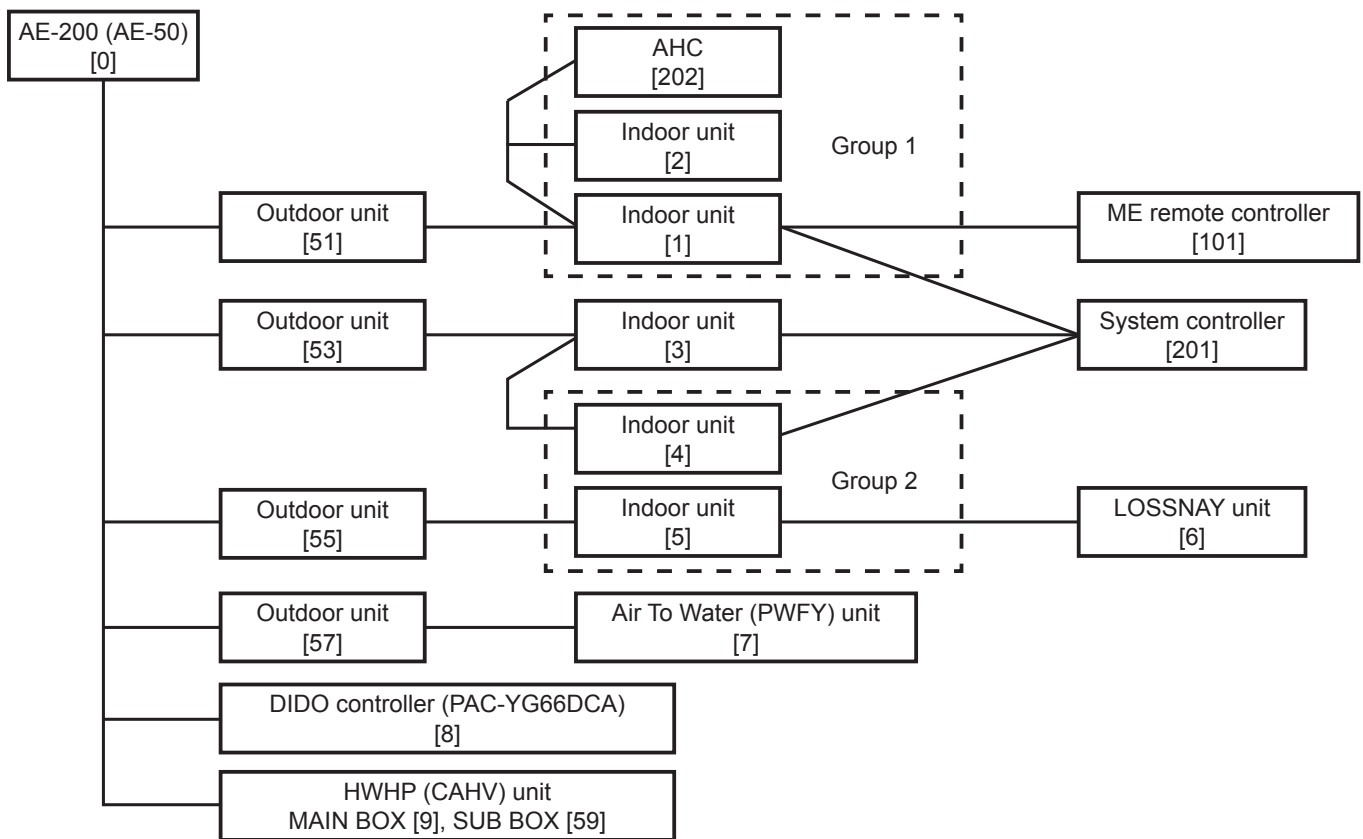 AE-200 (AE-50)
[0]
AHC
[202]
Indoor unit
[2]
Group 1
Outdoor unit
[51]
Indoor unit
[1]
ME remote controller
[101]
Outdoor unit
[53]
Indoor unit
[3]
System controller
[201]
Indoor unit
[4]
Group 2
Outdoor unit
[55]
Indoor unit
[5]
LOSSNAY unit
[6]
Outdoor unit
[57]
Air To Water (PWFY) unit
[7]
DIDO controller (PAC-YG66DCA)
[8]
HWHP (CAHV) unit
MAIN BOX [9], SUB BOX [59]